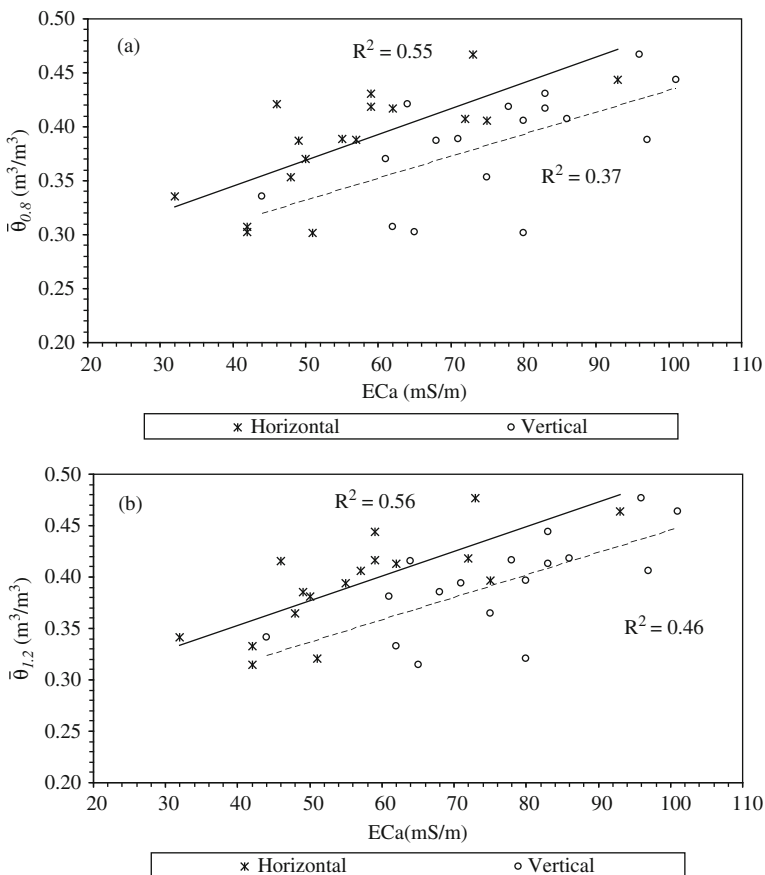 (a)
R² = 0.55
R² = 0.37
0.50
0.45
0.40
0.35
0.30
0.25
0.20
θ̄0.8 (m³/m³)
20 30 40 50 60 70 80 90 100 110
ECa (mS/m)
Horizontal Vertical
(b)
R² = 0.56
R² = 0.46
0.50
0.45
0.40
0.35
0.30
0.25
0.20
θ̄1.2 (m³/m³)
20 30 40 50 60 70 80 90 100 110
ECa(mS/m)
Horizontal Vertical